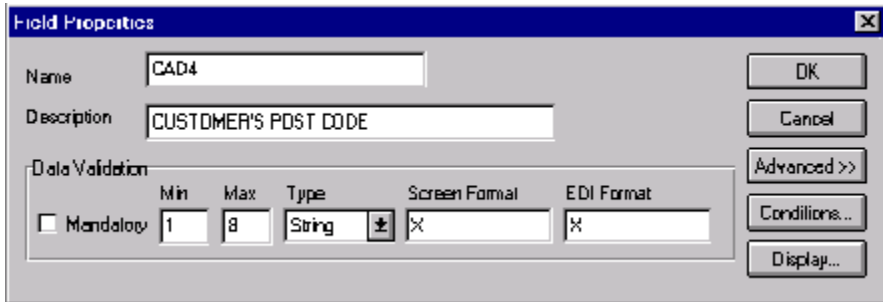 Field Properties
Name CAD4 OK
Description CUSTOMER'S POST CODE Cancel
Data Validation Advanced >>
Min Max Type Screen Format EDI Format
Mandatory 1 8 String X X Conditions...
Display...